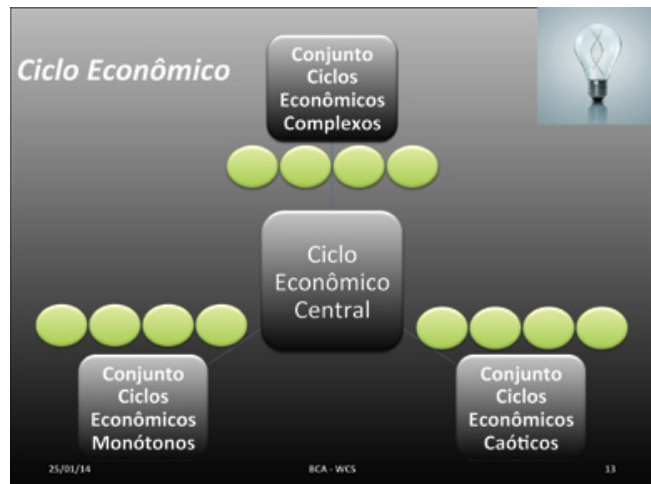 Ciclo Econômico
Conjunto
Ciclos
Econômicos
Complexos
Ciclo
Econômico
Central
Conjunto
Ciclos
Econômicos
Monótonos
Conjunto
Ciclos
Econômicos
Caóticos
25/01/14
BCA - WCS
13